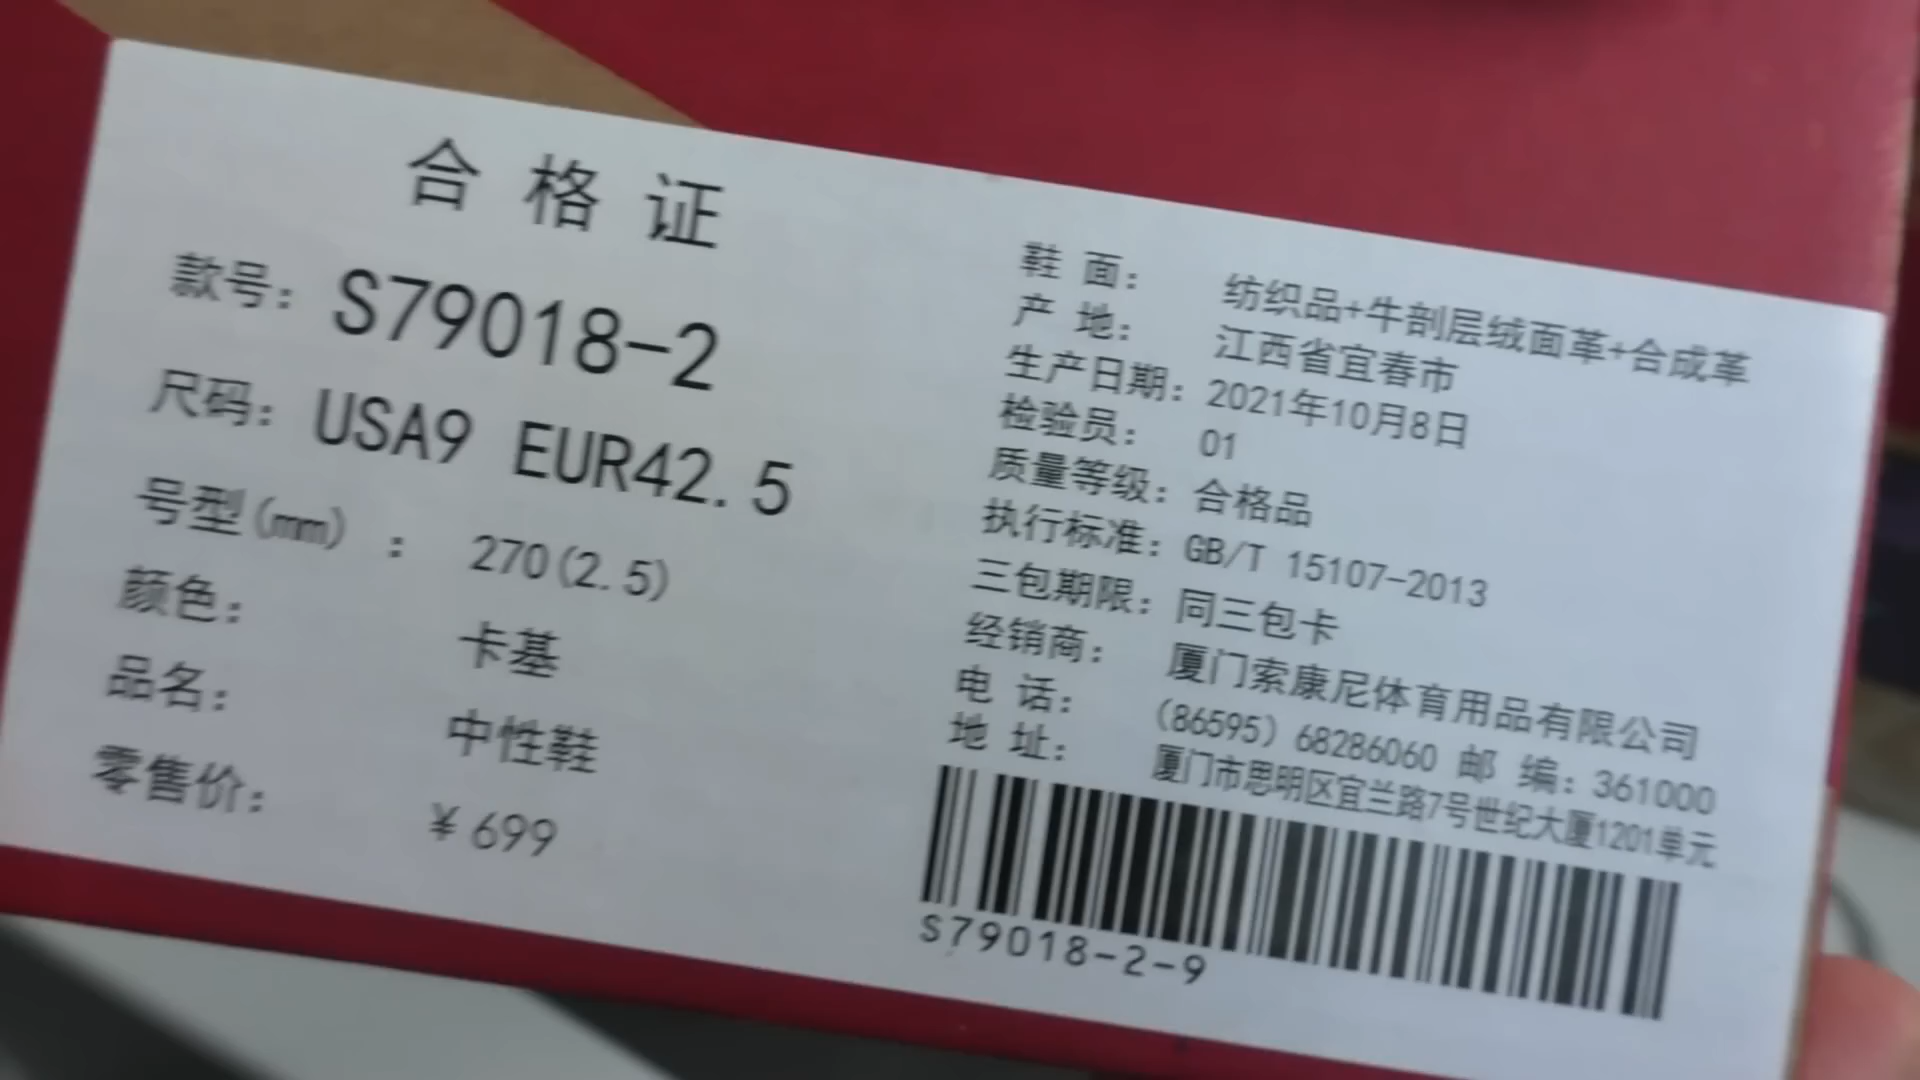 合格证
款号：S79018-2
尺码：USA9 EUR42.5
号型(mm)：270(2.5)
颜色：卡基
品名：中性鞋
零售价：￥699
鞋面：纺织品+牛剖层绒面革+合成革
产地：江西省宜春市
生产日期：2021年10月8日
检验员：01
质量等级：合格品
执行标准：GB/T 15107-2013
三包期限：同三包卡
经销商：厦门索康尼体育用品有限公司
电话：(86595) 68286060 邮编：361000
地址：厦门市思明区宜兰路7号世纪大厦1201单元
S79018-2-9